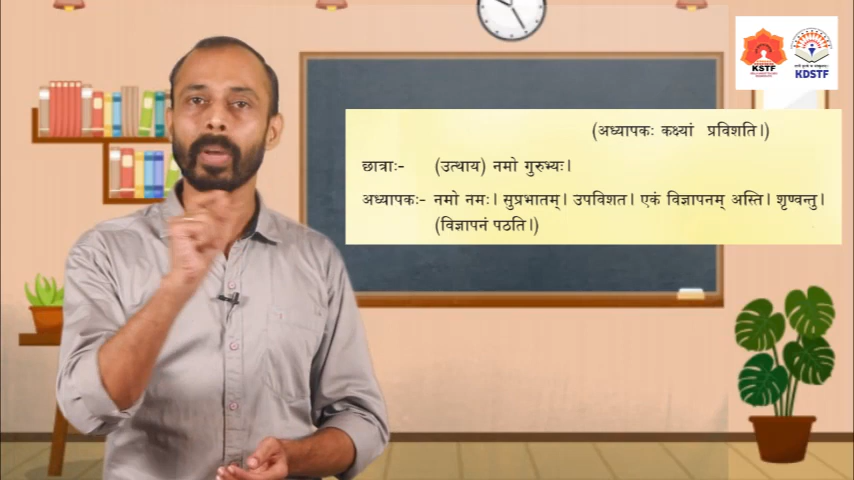 KSTF
KDSTF
(अध्यापकः कक्ष्यां प्रविशति।)
छात्राः- (उत्थाय) नमो गुरुभ्यः।
अध्यापकः- नमो नमः। सुप्रभातम्। उपविशत। एकं विज्ञापनम् अस्ति। शृण्वन्तु।
(विज्ञापनं पठति।)